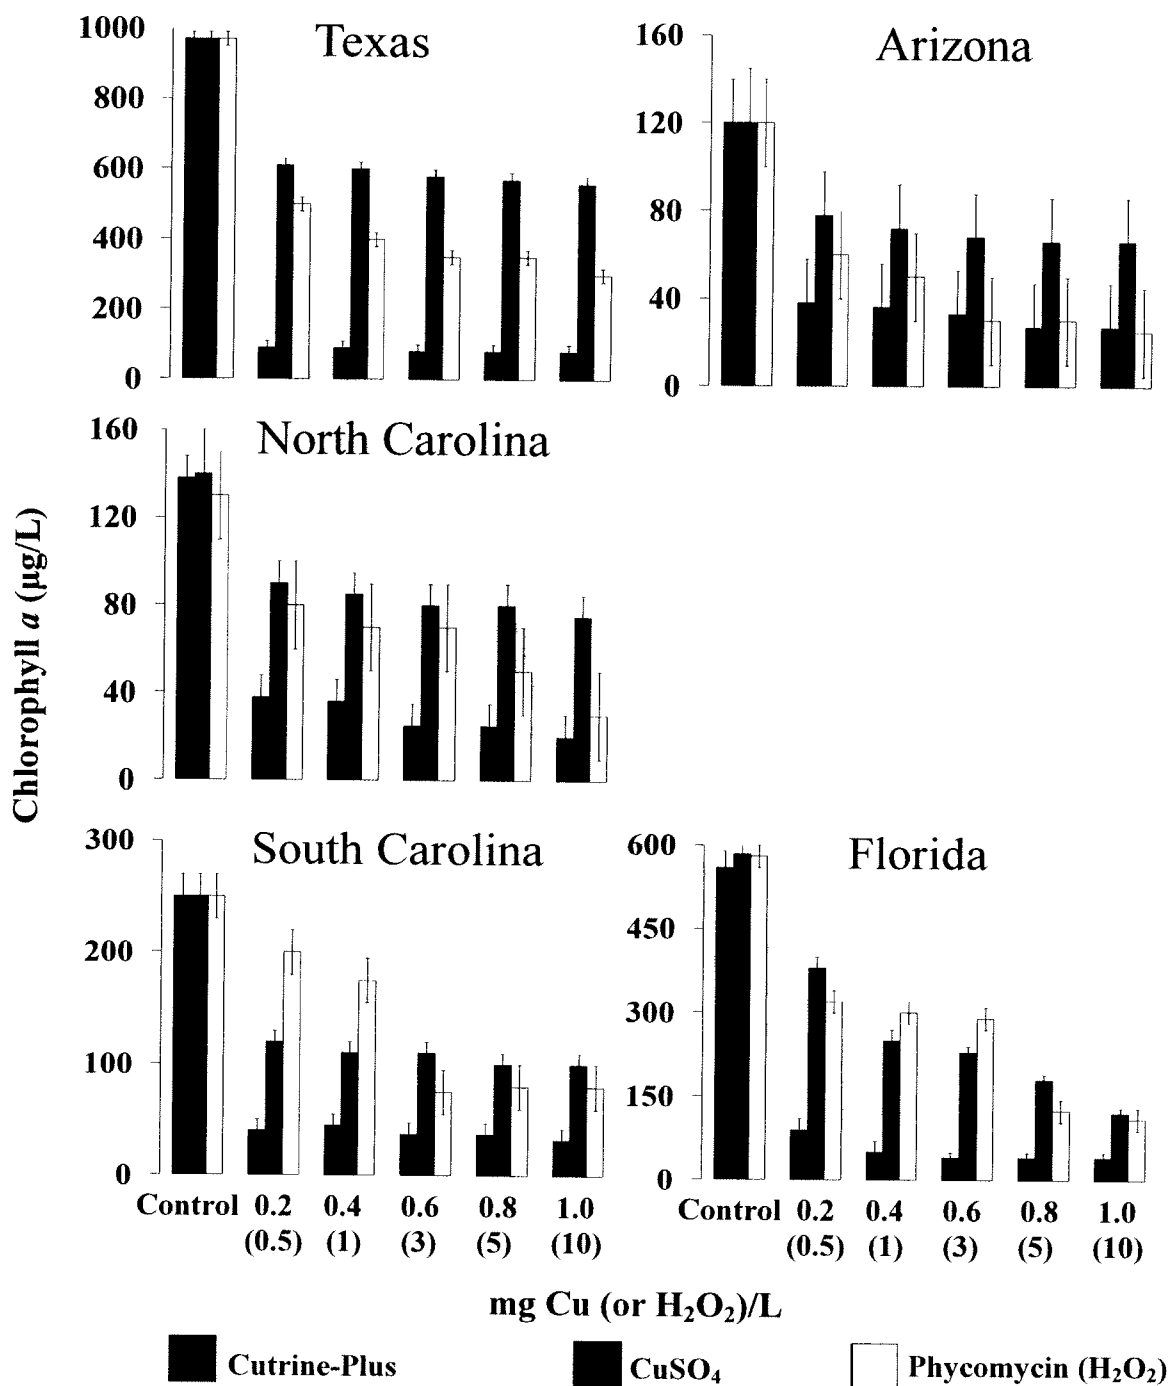 Texas
1000
800
600
400
200
0
Arizona
160
120
80
40
0
North Carolina
160
120
80
40
0
Chlorophyll a (µg/L)
South Carolina
300
200
100
0
Florida
600
450
300
150
0
Control 0.2 0.4 0.6 0.8 1.0
(0.5) (1) (3) (5) (10)
Control 0.2 0.4 0.6 0.8 1.0
(0.5) (1) (3) (5) (10)
mg Cu (or H₂O₂)/L
Cutrine-Plus CuSO₄ Phycomycin (H₂O₂)